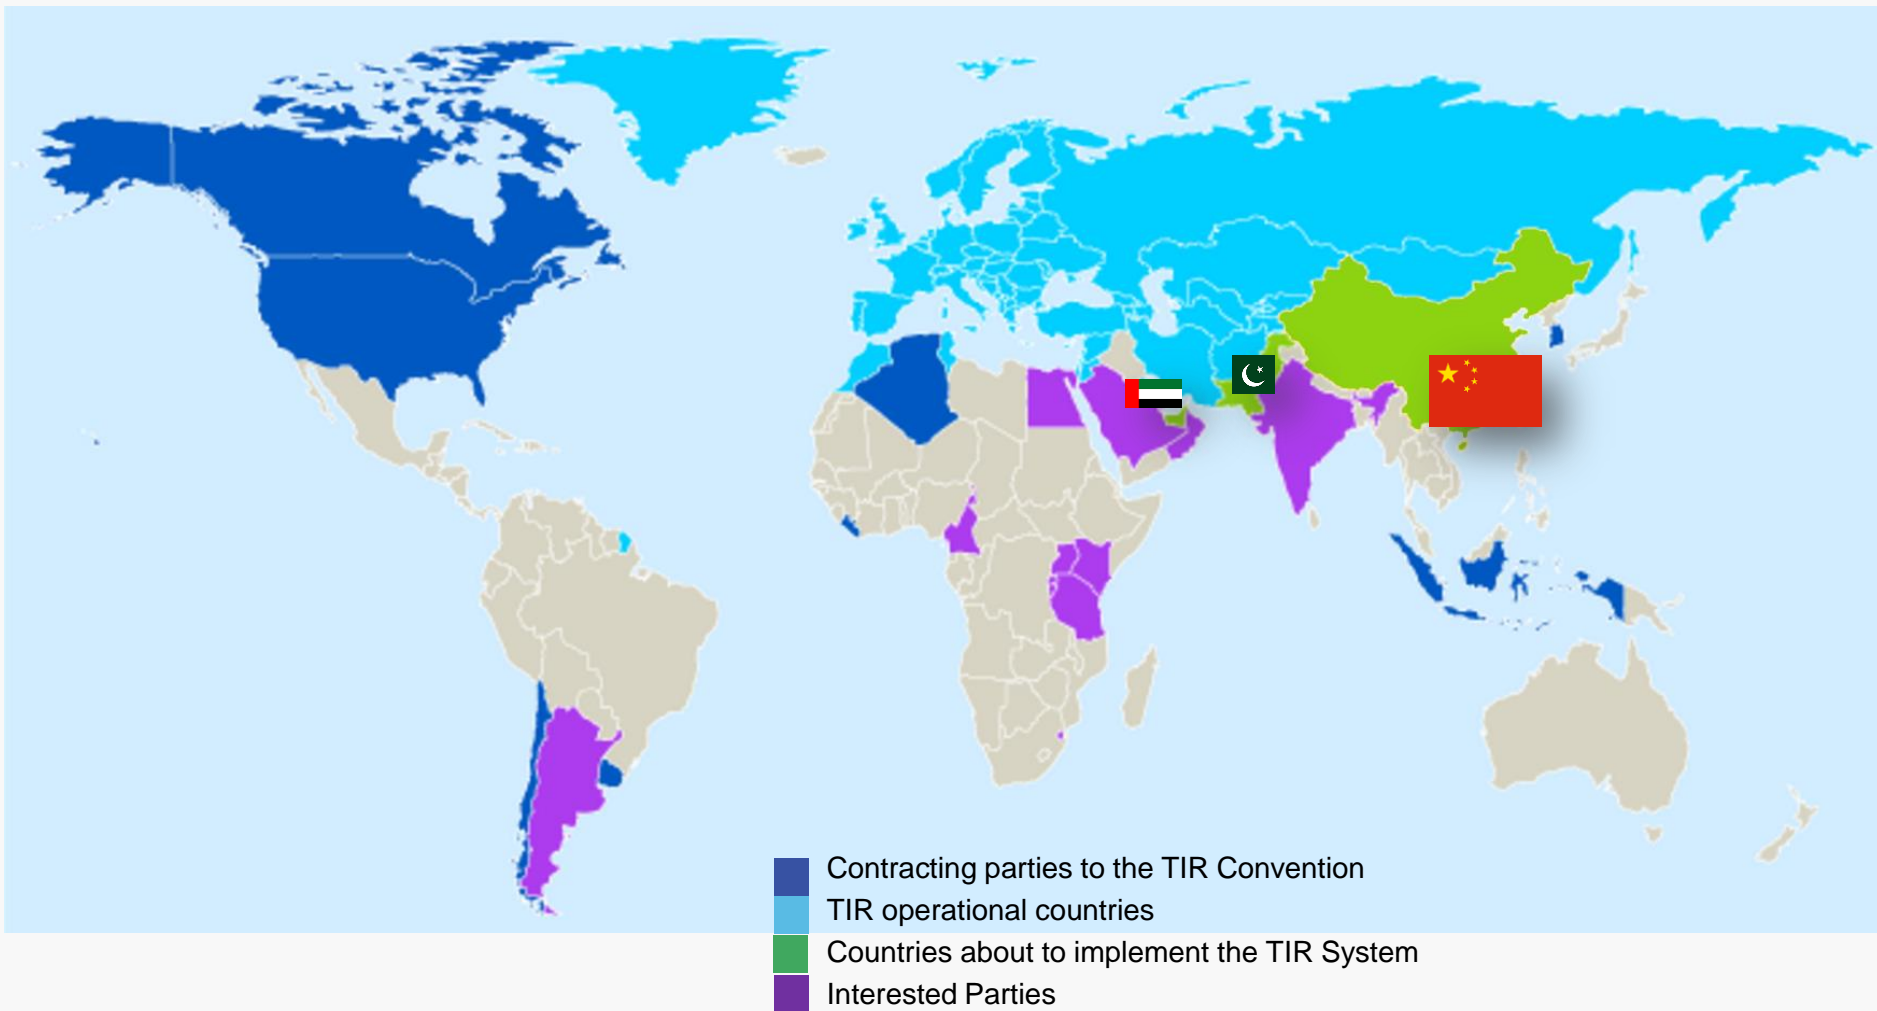 Contracting parties to the TIR Convention
TIR operational countries
Countries about to implement the TIR System
Interested Parties